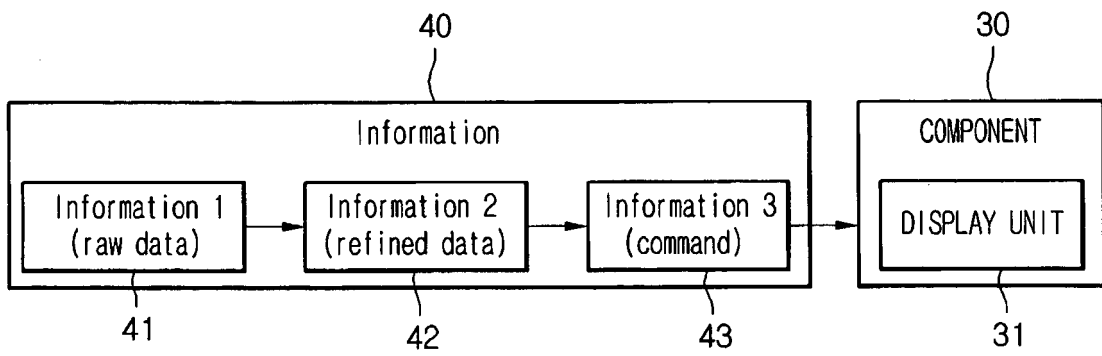 40
30
Information
COMPONENT
Information 1
(raw data)
Information 2
(refined data)
Information 3
(command)
DISPLAY UNIT
41
42
43
31